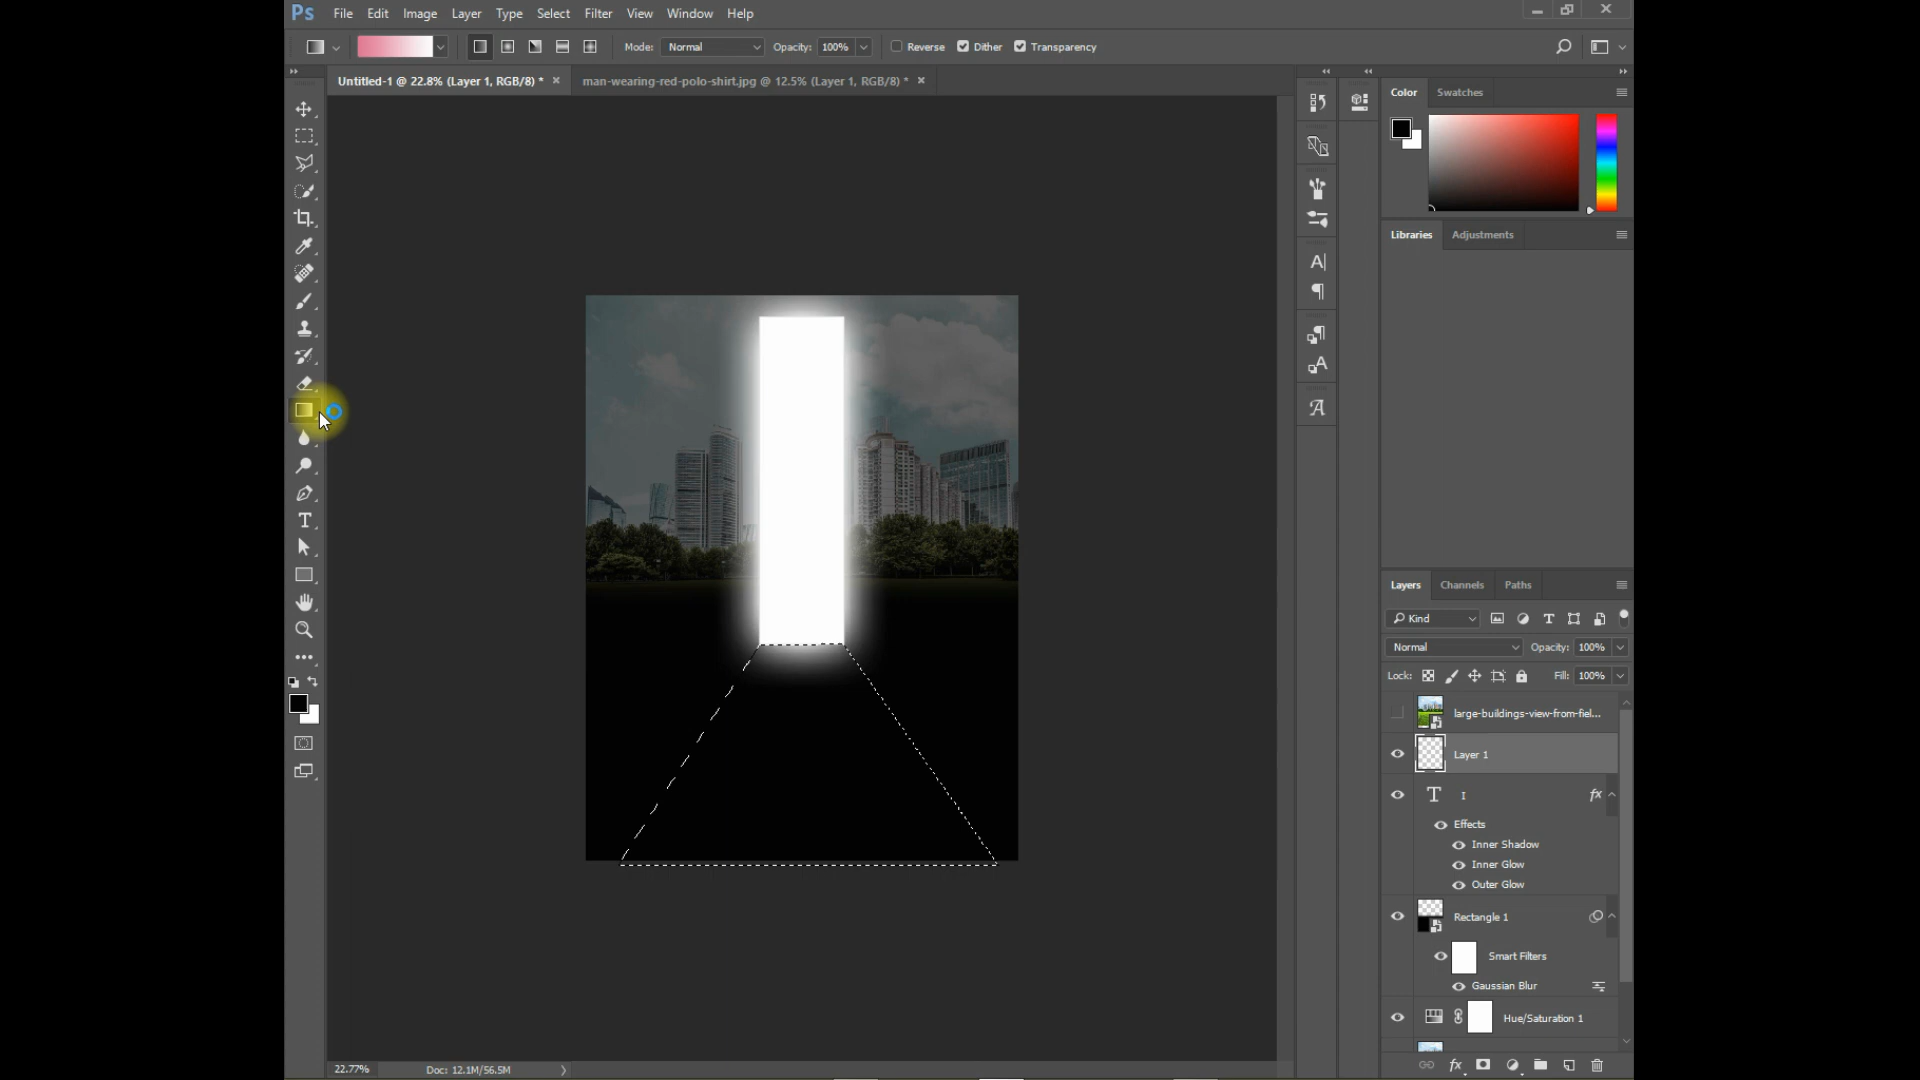 Ps File Edit Image Layer Type Select Filter View Window Help
Mode: Normal Opacity: 100% Reverse Dither Transparency
Untitled-1 @ 22.8% (Layer 1, RGB/8) * man-wearing-red-polo-shirt.jpg @ 12.5% (Layer 1, RGB/8) *
Color Swatches
Libraries Adjustments
Layers Channels Paths
Kind
Normal Opacity: 100%
Lock: Fill: 100%
large-buildings-view-from-fiel...
Layer 1
I fx
Effects
Inner Shadow
Inner Glow
Outer Glow
Rectangle 1
Smart Filters
Gaussian Blur
Hue/Saturation 1
22.77% Doc: 12.1M/56.5M